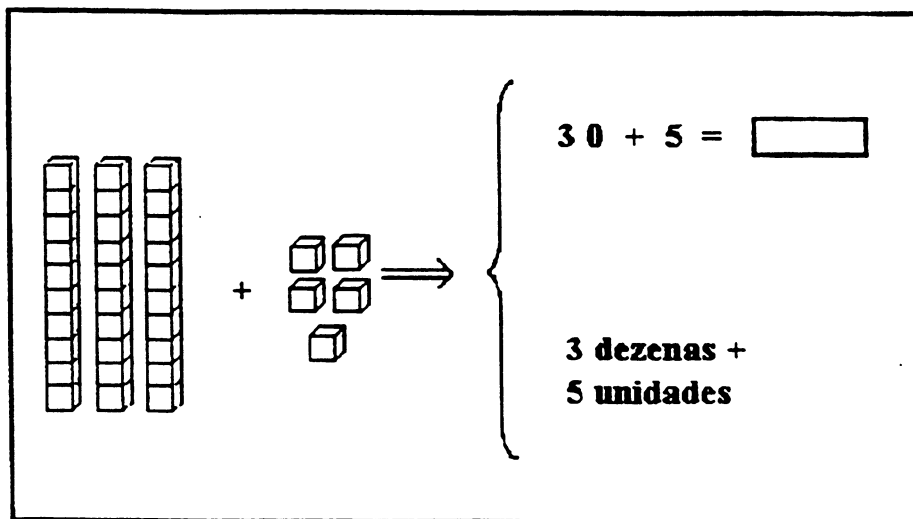 30 + 5 =
+
3 dezenas +
5 unidades